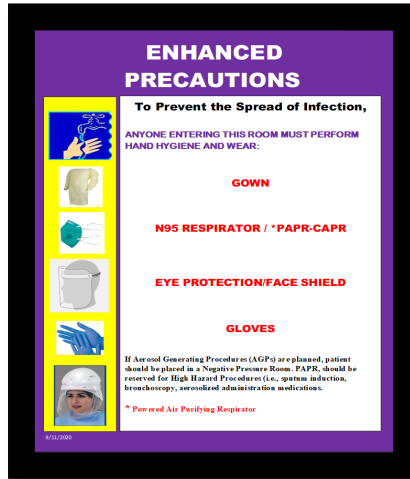 ENHANCED
PRECAUTIONS
To Prevent the Spread of Infection,
ANYONE ENTERING THIS ROOM MUST PERFORM
HAND HYGIENE AND WEAR:
GOWN
N95 RESPIRATOR / *PAPR-CAPR
EYE PROTECTION/FACE SHIELD
GLOVES
If Aerosol Generating Procedures (AGPs) are planned, patient
should be placed in a Negative Pressure Room. PAPR, should be
reserved for High Hazard Procedures (i.e., sputum induction,
bronchoscopy, aerosolized administration medications.
* Powered Air Purifying Respirator
9/11/2020